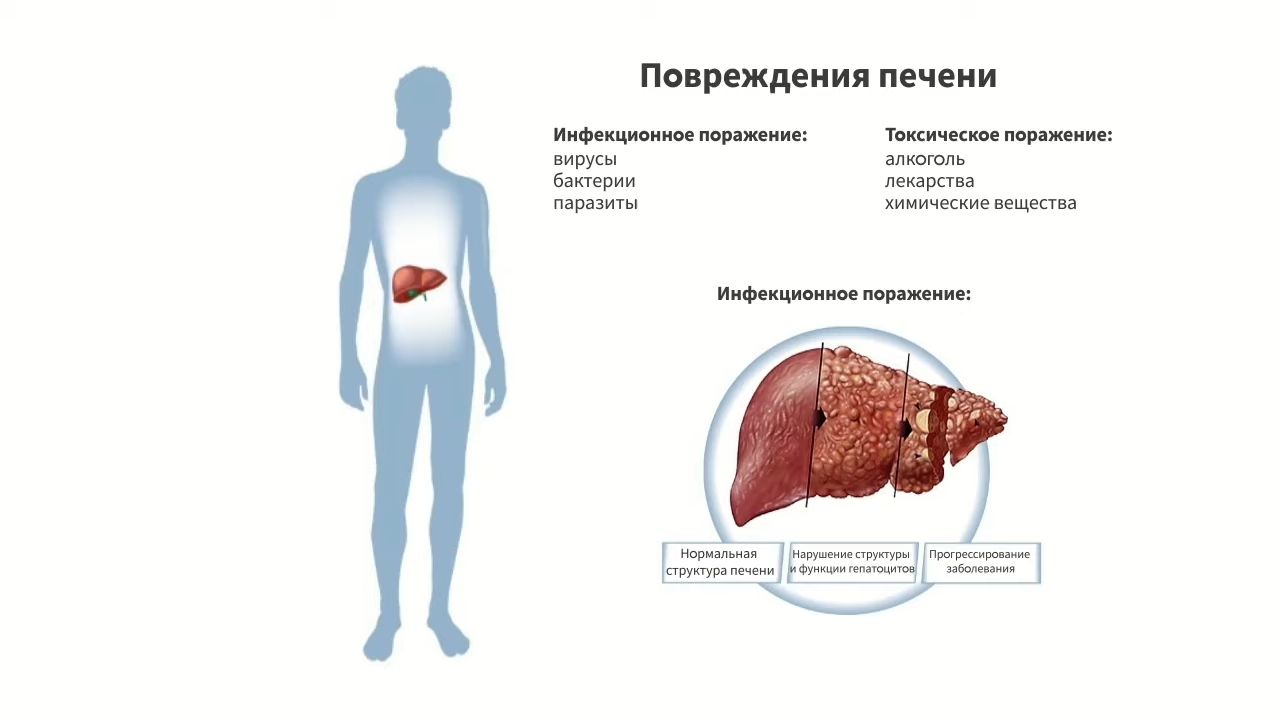 Повреждения печени
Инфекционное поражение:
вирусы
бактерии
паразиты
Токсическое поражение:
алкоголь
лекарства
химические вещества
Инфекционное поражение:
Нормальная
структура печени
Нарушение структуры
и функции гепатоцитов
Прогрессирование
заболевания